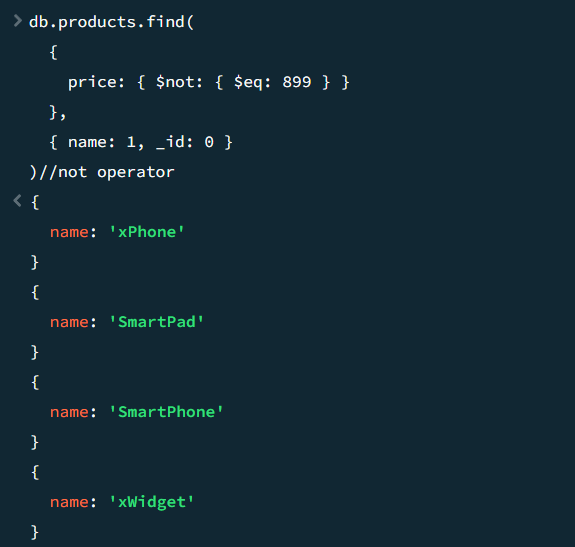 > db.products.find(
{
price: { $not: { $eq: 899 } }
},
{ name: 1, _id: 0 }
)//not operator
< {
name: 'xPhone'
}
{
name: 'SmartPad'
}
{
name: 'SmartPhone'
}
{
name: 'xWidget'
}